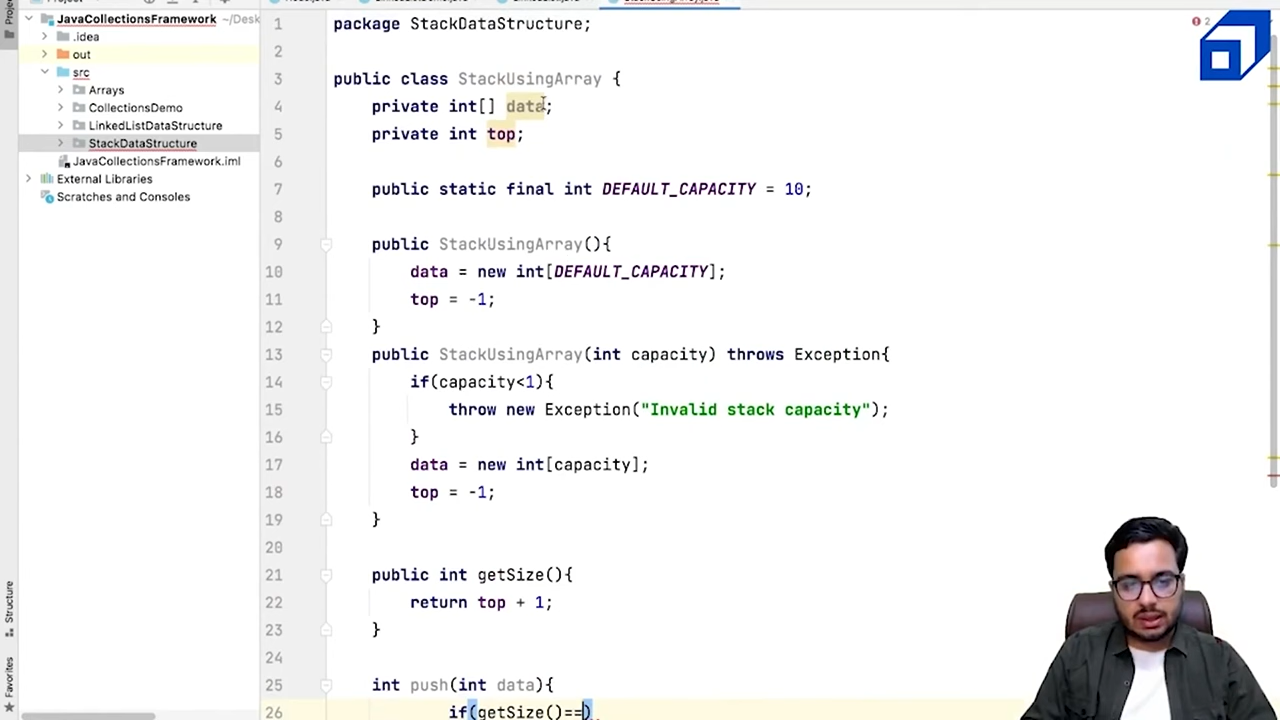 JavaCollectionsFramework ~/Desk
.idea
out
src
Arrays
CollectionsDemo
LinkedListDataStructure
StackDataStructure
JavaCollectionsFramework.iml
External Libraries
Scratches and Consoles
Structure
Favorites
2
1 package StackDataStructure;
2
3 public class StackUsingArray {
4 private int[] data;
5 private int top;
6
7 public static final int DEFAULT_CAPACITY = 10;
8
9 public StackUsingArray(){
10 data = new int[DEFAULT_CAPACITY];
11 top = -1;
12 }
13 public StackUsingArray(int capacity) throws Exception{
14 if(capacity<1){
15 throw new Exception("Invalid stack capacity");
16 }
17 data = new int[capacity];
18 top = -1;
19 }
20
21 public int getSize(){
22 return top + 1;
23 }
24
25 int push(int data){
26 if(getSize()==)